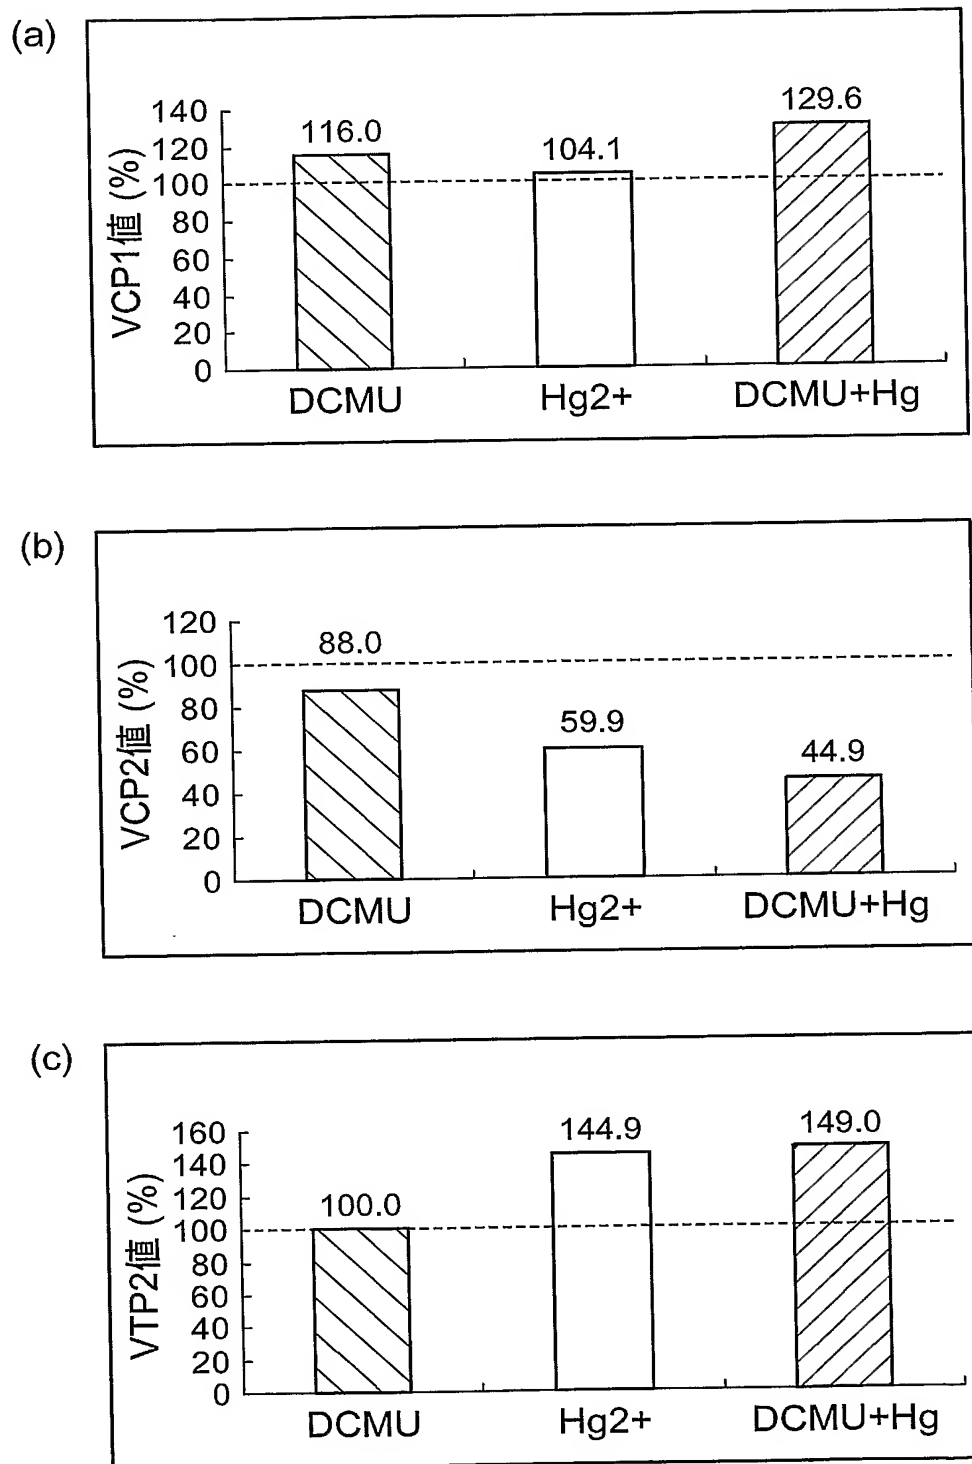 (a)
VCP1値 (%)
140
120
100
80
60
40
20
0
116.0
104.1
129.6
DCMU
Hg2+
DCMU+Hg
(b)
VCP2値 (%)
120
100
80
60
40
20
0
88.0
59.9
44.9
DCMU
Hg2+
DCMU+Hg
(c)
VTP2値 (%)
160
140
120
100
80
60
40
20
0
100.0
144.9
149.0
DCMU
Hg2+
DCMU+Hg